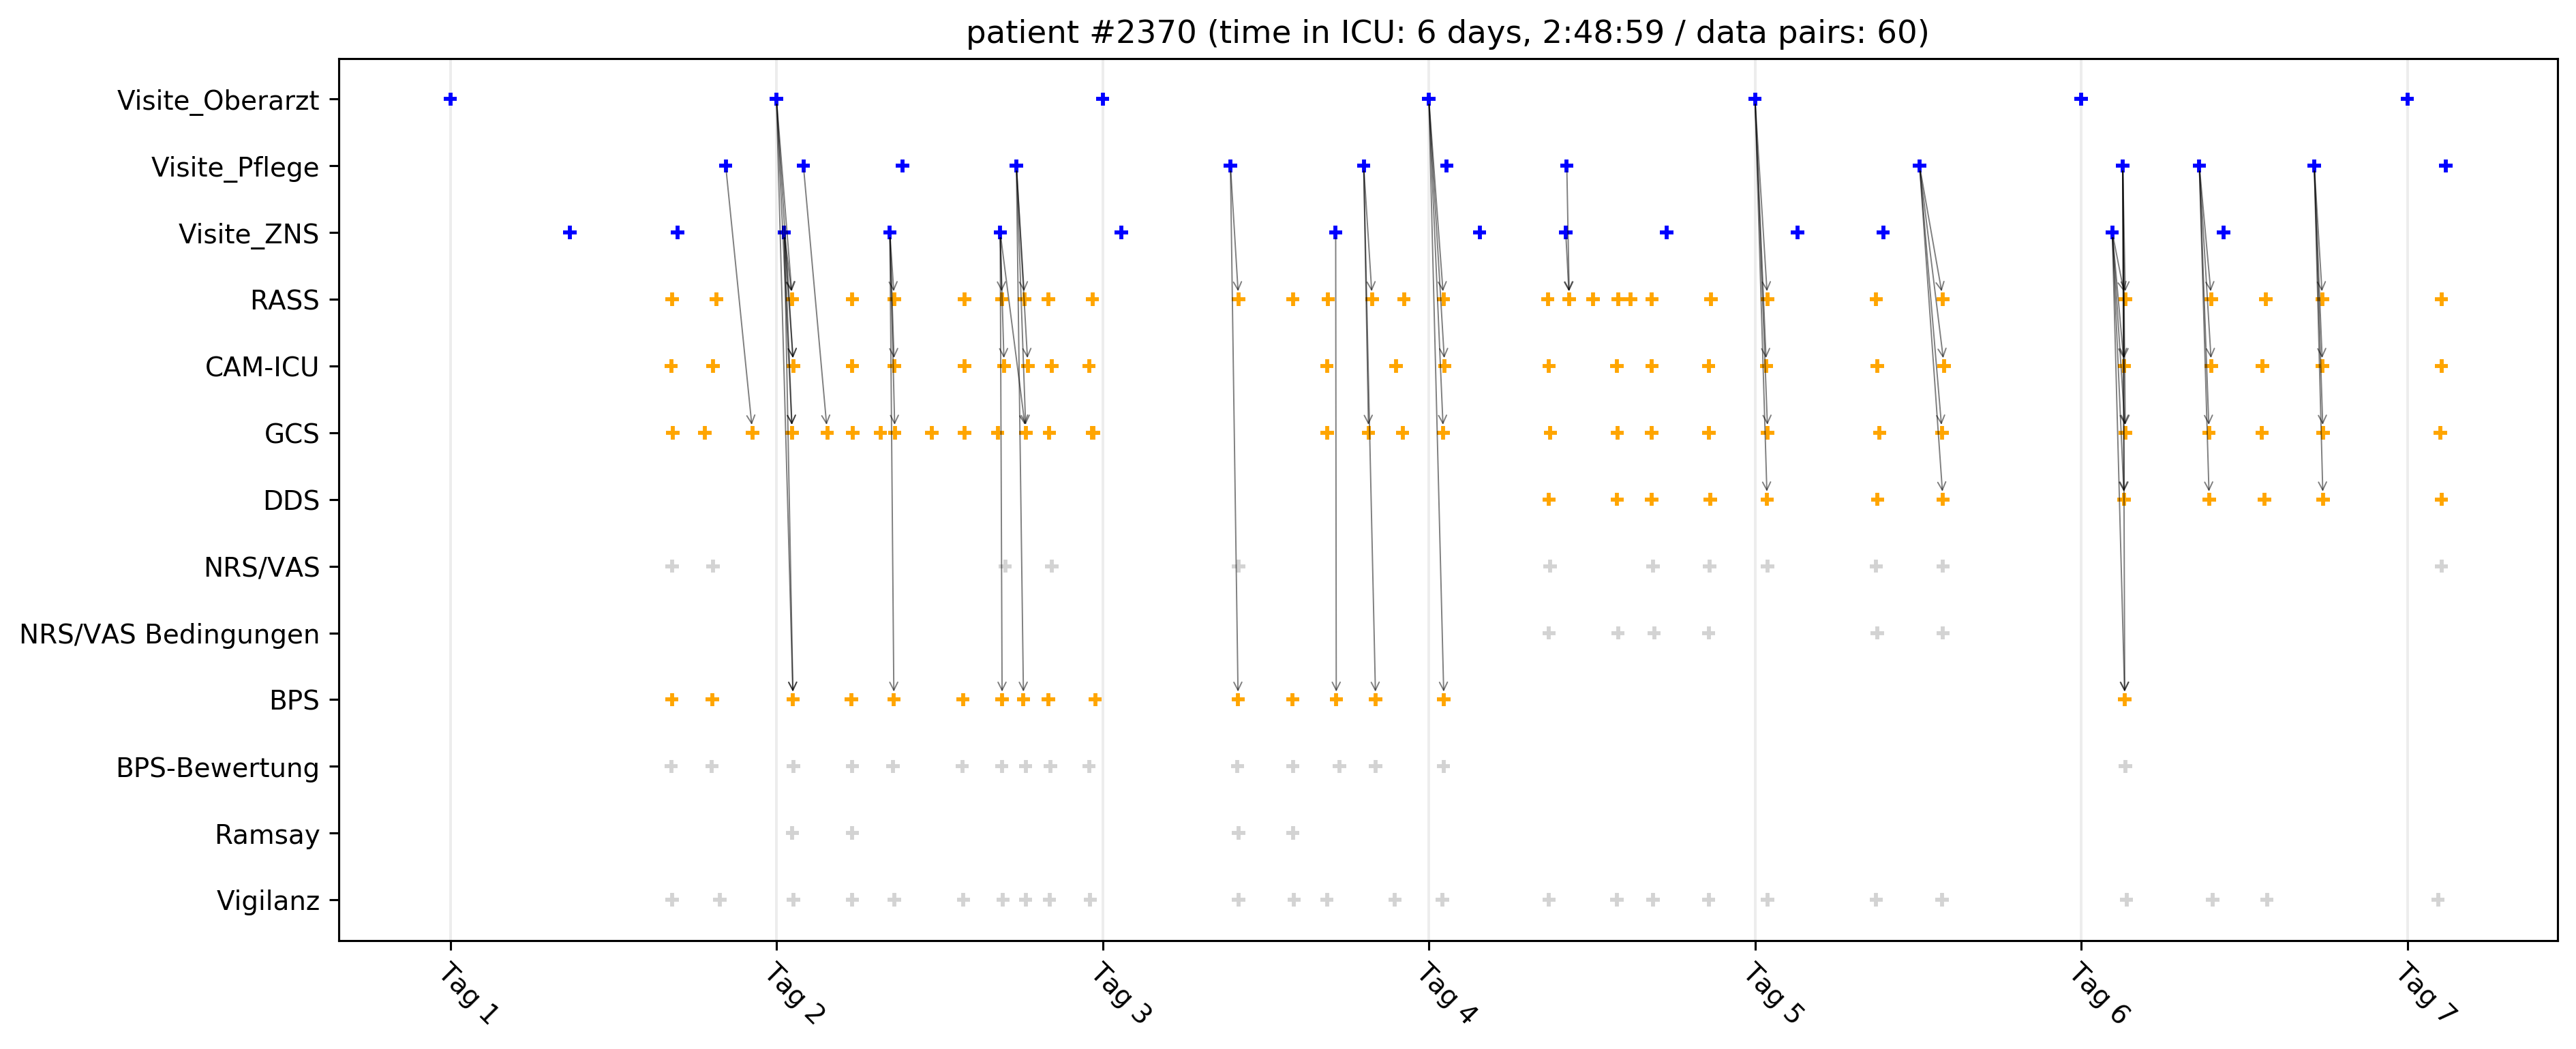 patient #2370 (time in ICU: 6 days, 2:48:59 / data pairs: 60)
Visite_Oberarzt
Visite_Pflege
Visite_ZNS
RASS
CAM-ICU
GCS
DDS
NRS/VAS
NRS/VAS Bedingungen
BPS
BPS-Bewertung
Ramsay
Vigilanz
Tag 1
Tag 2
Tag 3
Tag 4
Tag 5
Tag 6
Tag 7